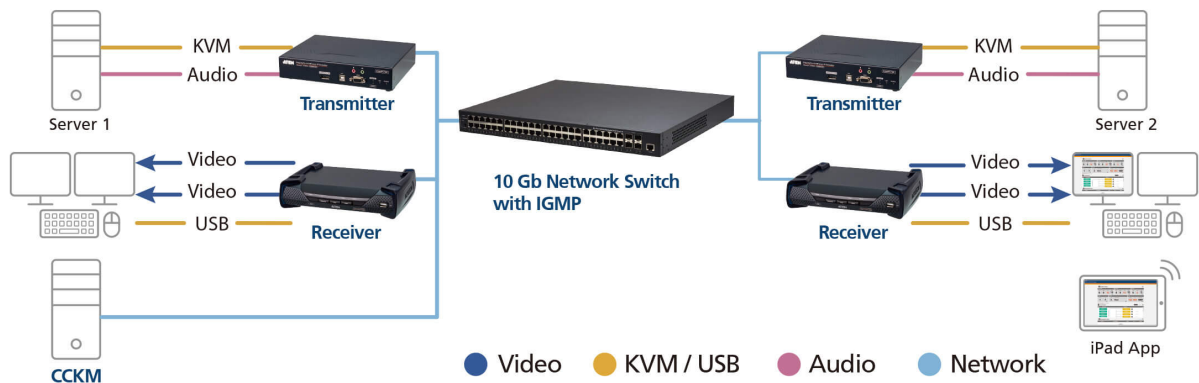 KVM
Audio
Transmitter
Server 1
Video
Video
USB
Receiver
CCKM
10 Gb Network Switch
with IGMP
KVM
Audio
Transmitter
Server 2
Video
Video
USB
Receiver
iPad App
Video
KVM / USB
Audio
Network